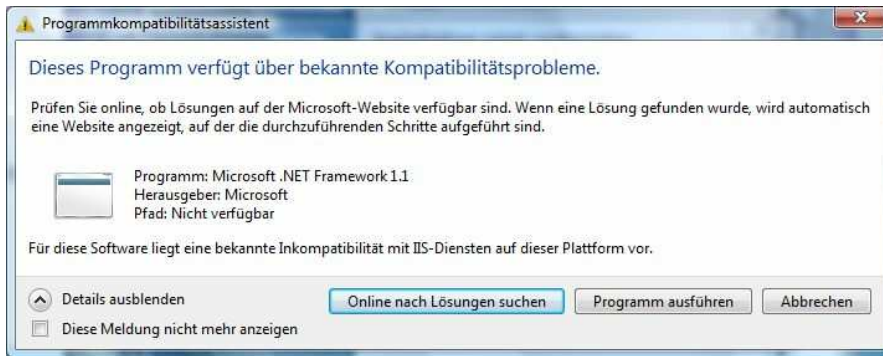 Programmkompatibilitätsassistent
Dieses Programm verfügt über bekannte Kompatibilitätsprobleme.
Prüfen Sie online, ob Lösungen auf der Microsoft-Website verfügbar sind. Wenn eine Lösung gefunden wurde, wird automatisch
eine Website angezeigt, auf der die durchzuführenden Schritte aufgeführt sind.
Programm: Microsoft .NET Framework 1.1
Herausgeber: Microsoft
Pfad: Nicht verfügbar
Für diese Software liegt eine bekannte Inkompatibilität mit IIS-Diensten auf dieser Plattform vor.
Details ausblenden
Online nach Lösungen suchen
Programm ausführen
Abbrechen
Diese Meldung nicht mehr anzeigen